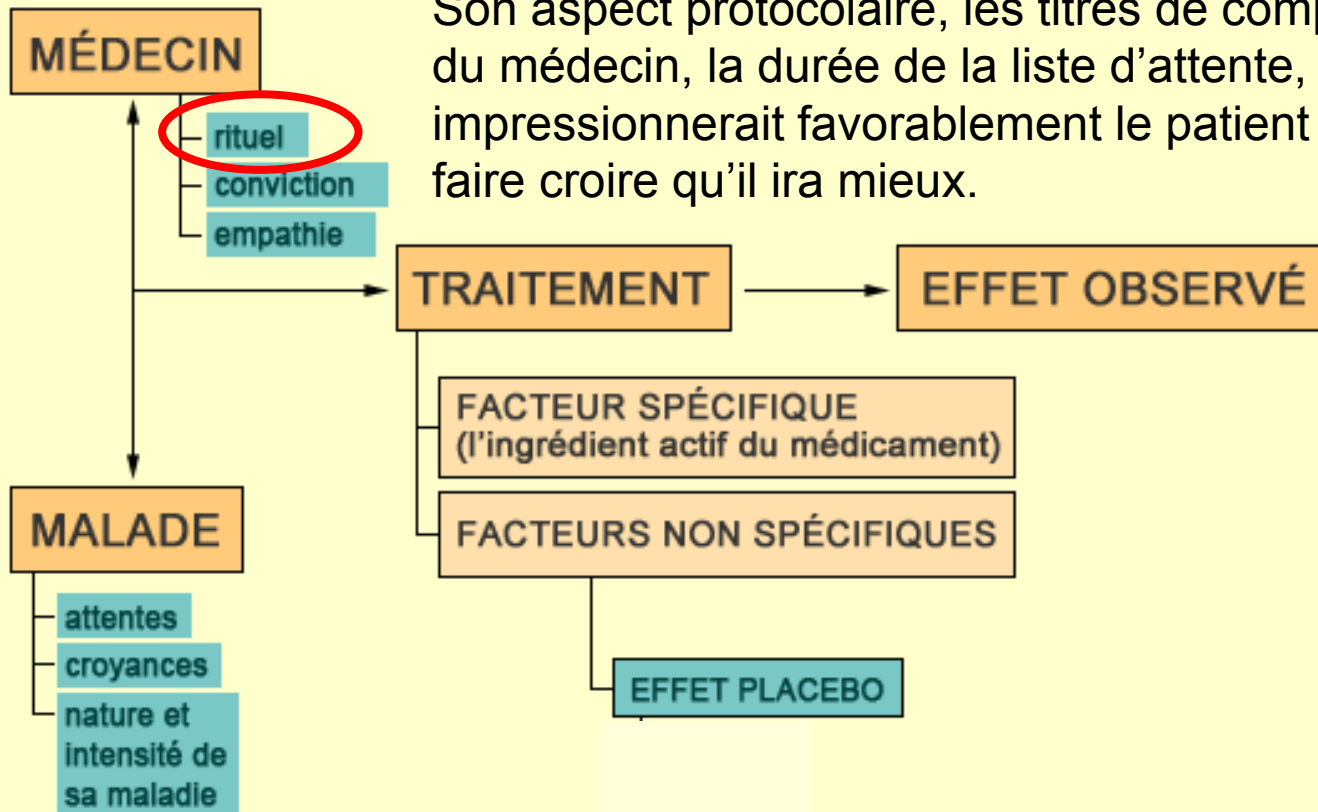 Son aspect protocolaire, les titres de
du médecin, la durée de la liste d'attente,
impressionnerait favorablement le patient
faire croire qu'il ira mieux.
MÉDECIN
rituel
conviction
empathie
TRAITEMENT
EFFET OBSERVÉ
FACTEUR SPÉCIFIQUE
(l'ingrédient actif du médicament)
FACTEURS NON SPÉCIFIQUES
EFFET PLACEBO
MALADE
attentes
croyances
nature et
intensité de
sa maladie